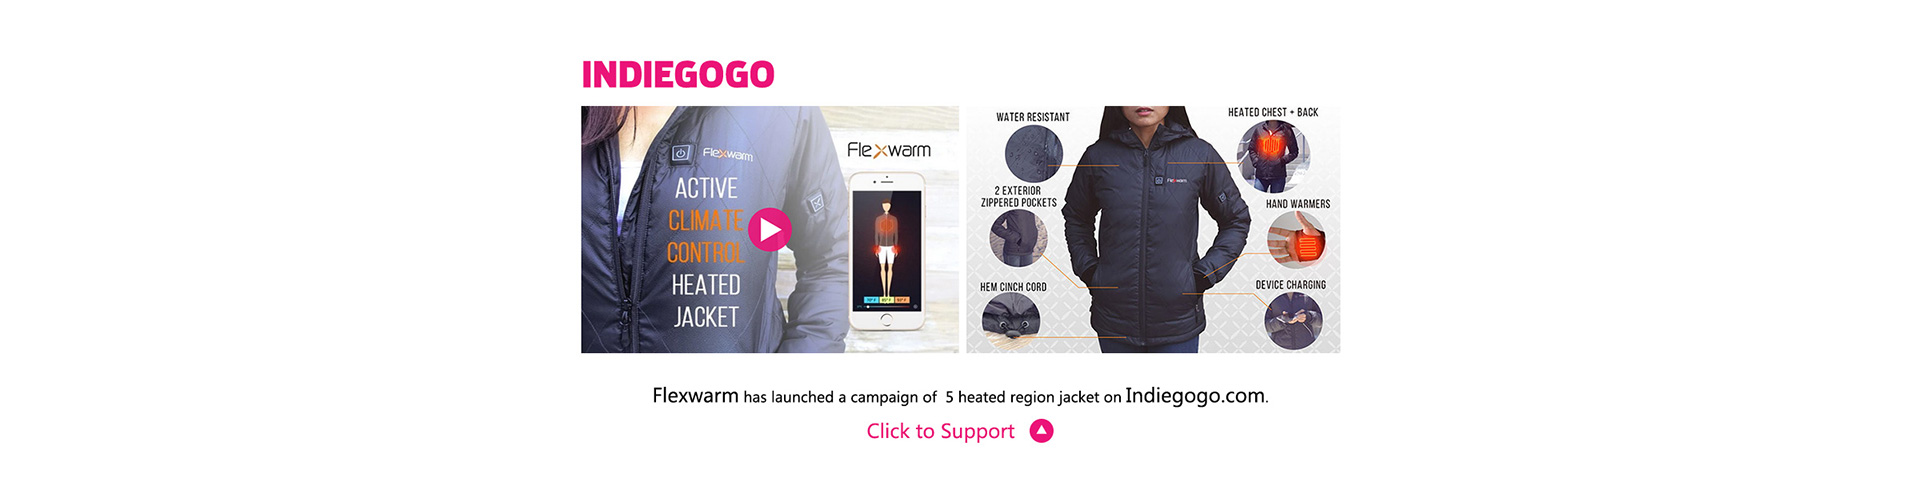 INDIEGOGO
Flexwarm
ACTIVE
CLIMATE
CONTROL
HEATED
JACKET
Flexwarm
WATER RESISTANT
2 EXTERIOR
ZIPPERED POCKETS
HEM CINCH CORD
Flexwarm
HEATED CHEST + BACK
HAND WARMERS
DEVICE CHARGING
Flexwarm has launched a campaign of 5 heated region jacket on Indiegogo.com.
Click to Support